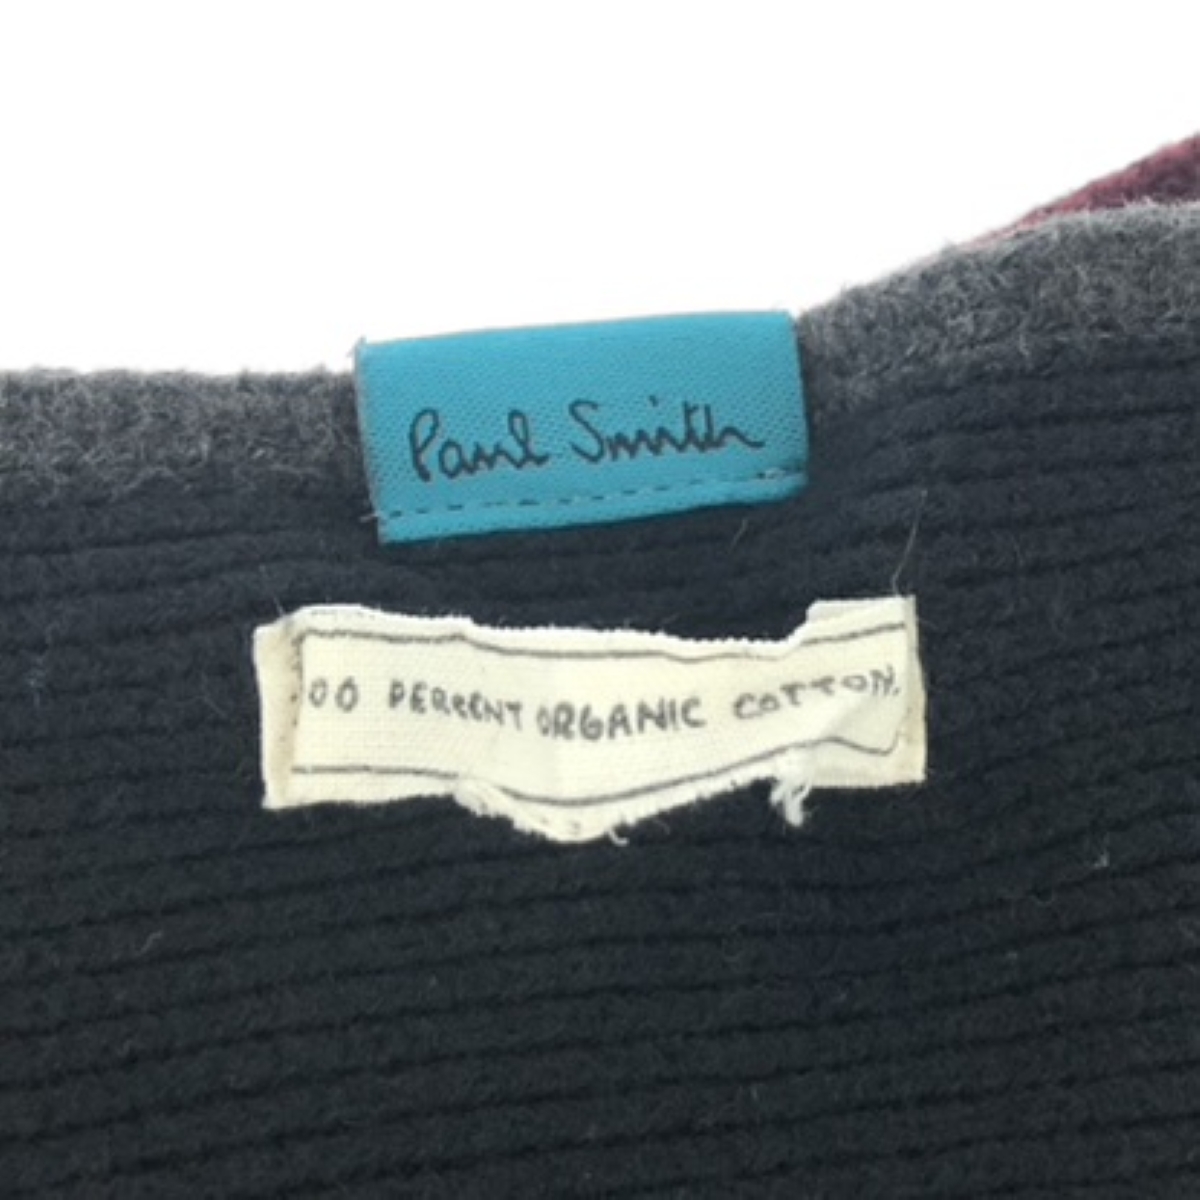 Paul Smith
00 PERCENT ORGANIC COTTON.